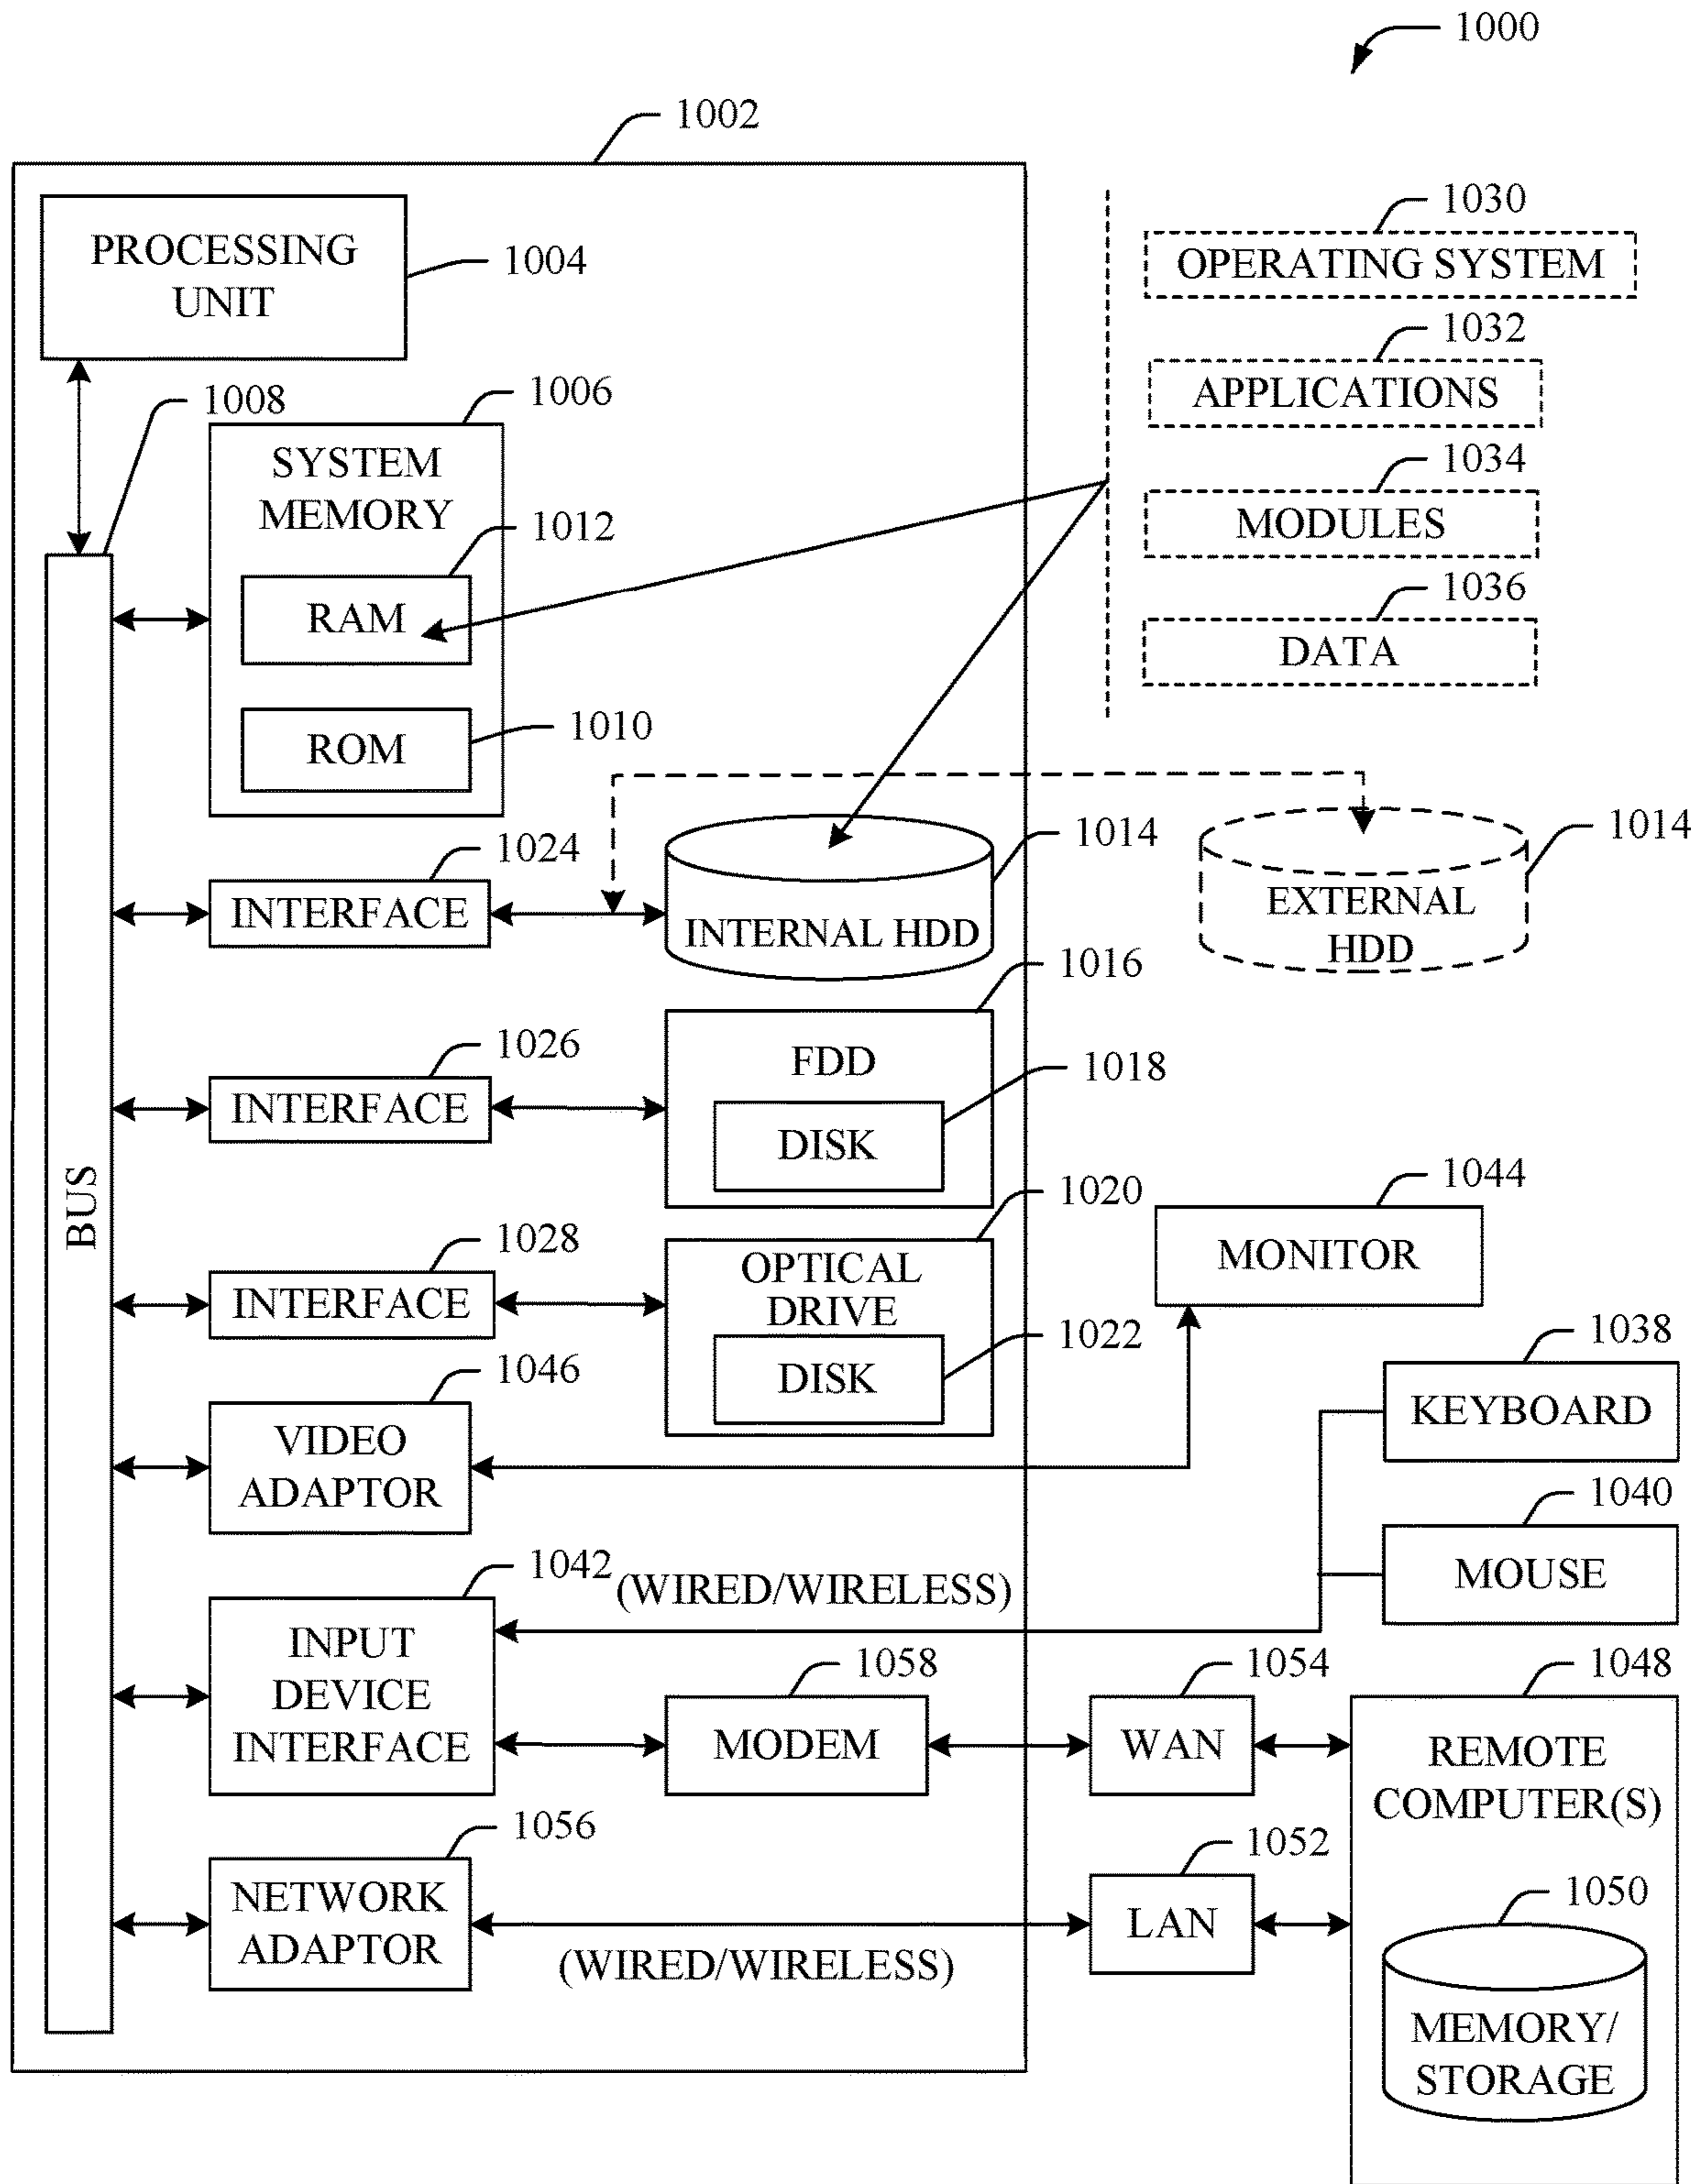 1000
1002
PROCESSING
UNIT
1004
1030
OPERATING SYSTEM
1032
APPLICATIONS
1034
MODULES
1036
DATA
1008
1006
SYSTEM
MEMORY
1012
RAM
1010
ROM
1024
INTERFACE
1014
INTERNAL HDD
1014
EXTERNAL
HDD
1016
FDD
1018
DISK
1026
INTERFACE
BUS
1020
OPTICAL
DRIVE
1022
DISK
1028
INTERFACE
1044
MONITOR
1046
VIDEO
ADAPTOR
1038
KEYBOARD
1040
MOUSE
1042
(WIRED/WIRELESS)
INPUT
DEVICE
INTERFACE
1058
MODEM
1054
WAN
1048
REMOTE
COMPUTER(S)
1056
NETWORK
ADAPTOR
(WIRED/WIRELESS)
1052
LAN
1050
MEMORY/
STORAGE